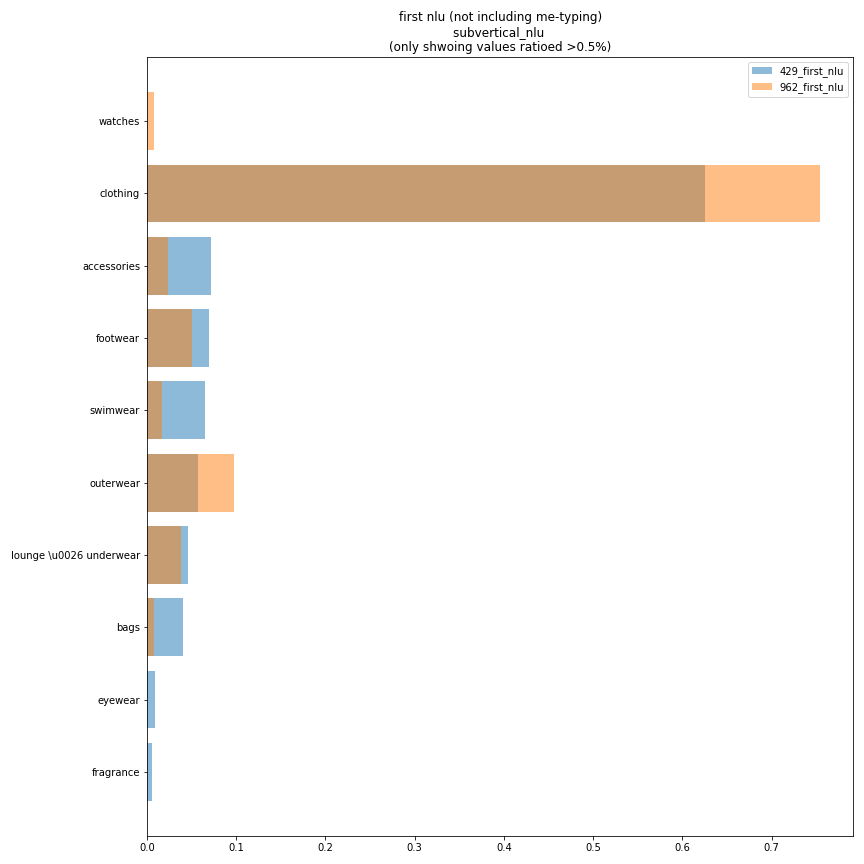 first nlu (not including me-typing)
subvertical_nlu
(only shwoing values ratioed >0.5%)
429_first_nlu
962_first_nlu
watches
clothing
accessories
footwear
swimwear
outerwear
lounge \u0026 underwear
bags
eyewear
fragrance
0.0 0.1 0.2 0.3 0.4 0.5 0.6 0.7